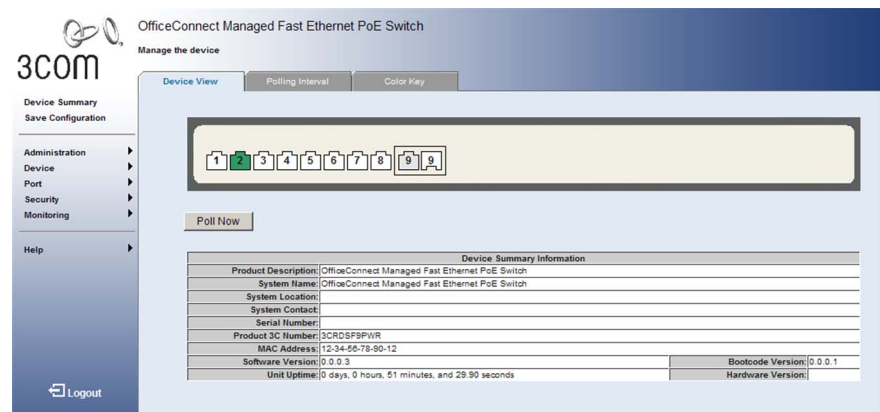 3COM
OfficeConnect Managed Fast Ethernet PoE Switch
Manage the device
Device View Polling Interval Color Key
Device Summary
Save Configuration
Administration
Device
Port
Security
Monitoring
Help
Logout
1 2 3 4 5 6 7 8 9 9
Poll Now
Device Summary Information
Product Description: OfficeConnect Managed Fast Ethernet PoE Switch
System Name: OfficeConnect Managed Fast Ethernet PoE Switch
System Location:
System Contact:
Serial Number:
Product 3C Number: 3CRDSF9PWR
MAC Address: 12-34-56-78-90-12
Software Version: 0.0.0.3 Bootcode Version: 0.0.0.1
Unit Uptime: 0 days, 0 hours, 51 minutes, and 29.90 seconds Hardware Version: